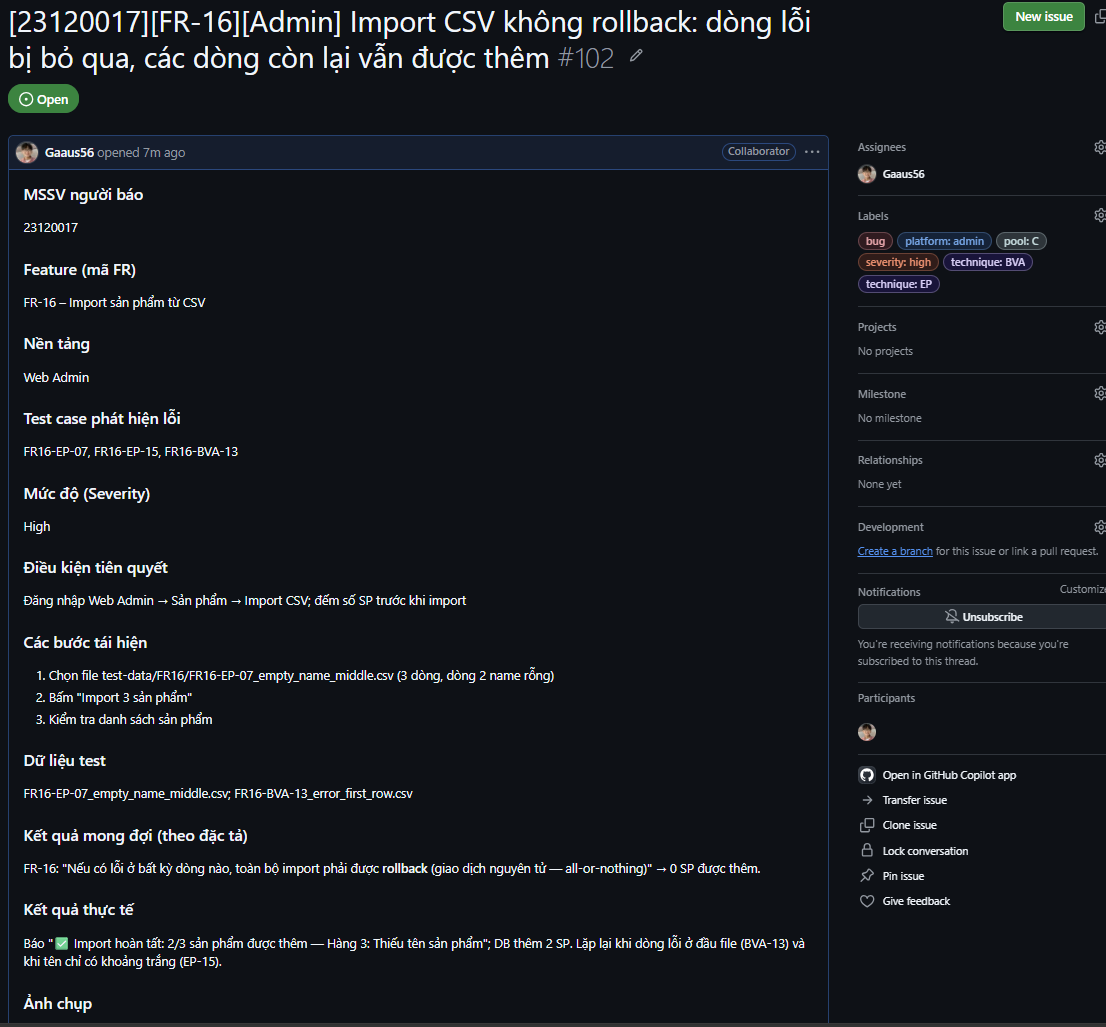 [23120017][FR-16][Admin] Import CSV không rollback: dòng lỗi
bị bỏ qua, các dòng còn lại vẫn được thêm #102
New issue
Open
Gaaus56 opened 7m ago
Collaborator
MSSV người báo
23120017
Feature (mã FR)
FR-16 – Import sản phẩm từ CSV
Nền tảng
Web Admin
Test case phát hiện lỗi
FR16-EP-07, FR16-EP-15, FR16-BVA-13
Mức độ (Severity)
High
Điều kiện tiên quyết
Đăng nhập Web Admin → Sản phẩm → Import CSV; đếm số SP trước khi import
Các bước tái hiện
1. Chọn file test-data/FR16/FR16-EP-07_empty_name_middle.csv (3 dòng, dòng 2 name rỗng)
2. Bấm "Import 3 sản phẩm"
3. Kiểm tra danh sách sản phẩm
Dữ liệu test
FR16-EP-07_empty_name_middle.csv; FR16-BVA-13_error_first_row.csv
Kết quả mong đợi (theo đặc tả)
FR-16: "Nếu có lỗi ở bất kỳ dòng nào, toàn bộ import phải được rollback (giao dịch nguyên tử — all-or-nothing)" → 0 SP được thêm.
Kết quả thực tế
Báo "✅ Import hoàn tất: 2/3 sản phẩm được thêm — Hàng 3: Thiếu tên sản phẩm"; DB thêm 2 SP. Lặp lại khi dòng lỗi ở đầu file (BVA-13) và
khi tên chỉ có khoảng trắng (EP-15).
Ảnh chụp
Assignees
Gaaus56
Labels
bug platform: admin pool: C
severity: high technique: BVA
technique: EP
Projects
No projects
Milestone
No milestone
Relationships
None yet
Development
Create a branch for this issue or link a pull request.
Notifications
Customize
Unsubscribe
You're receiving notifications because you're
subscribed to this thread.
Participants
Open in GitHub Copilot app
Transfer issue
Clone issue
Lock conversation
Pin issue
Give feedback